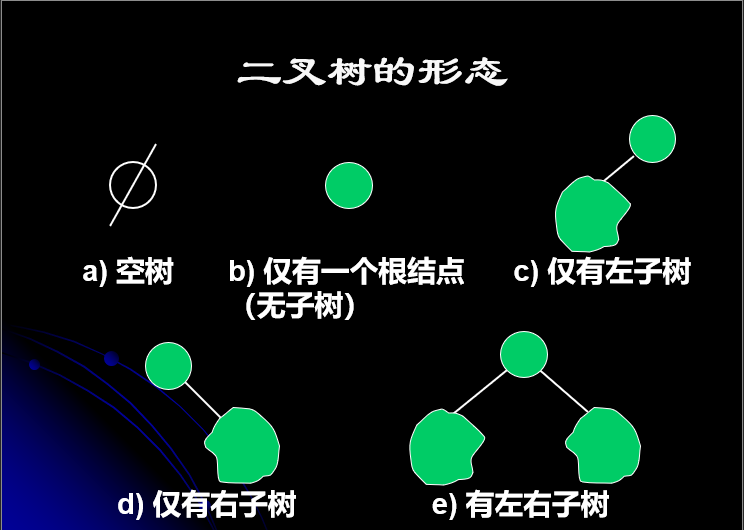 二叉树的形态
a) 空树
b) 仅有一个根结点
（无子树）
c) 仅有左子树
d) 仅有右子树
e) 有左右子树